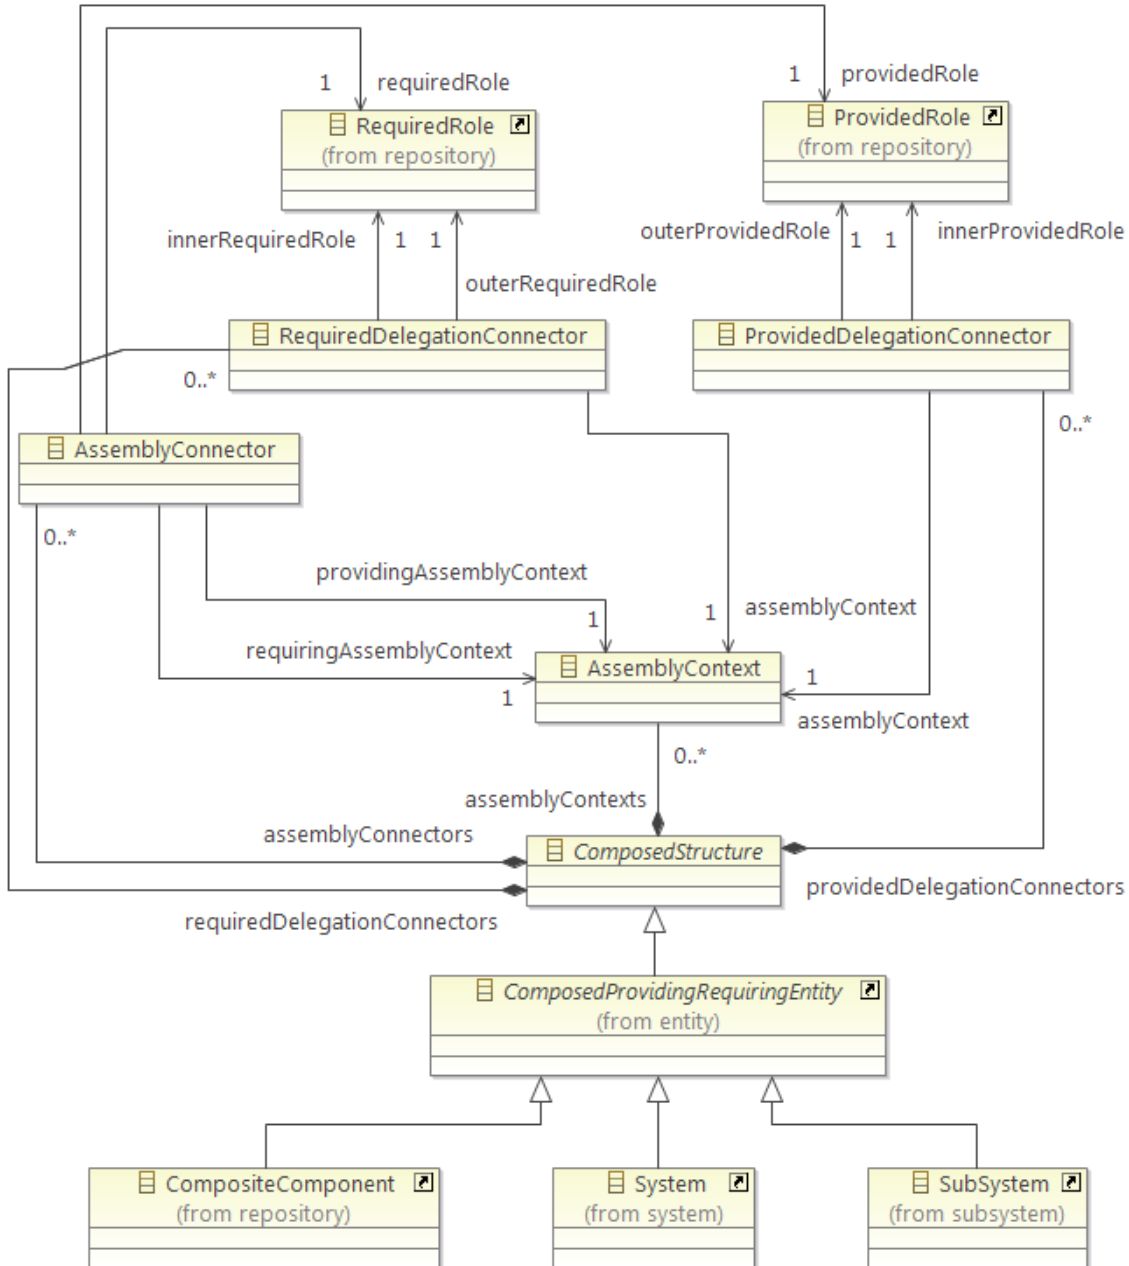 1
requiredRole
1
providedRole
RequiredRole
(from repository)
ProvidedRole
(from repository)
innerRequiredRole
1
1
outerRequiredRole
outerProvidedRole
1
1
innerProvidedRole
RequiredDelegationConnector
ProvidedDelegationConnector
0..*
0..*
AssemblyConnector
0..*
providingAssemblyContext
1
1
assemblyContext
requiringAssemblyContext
1
AssemblyContext
1
assemblyContext
0..*
assemblyContexts
assemblyConnectors
ComposedStructure
providedDelegationConnectors
requiredDelegationConnectors
ComposedProvidingRequiringEntity
(from entity)
CompositeComponent
(from repository)
System
(from system)
SubSystem
(from subsystem)